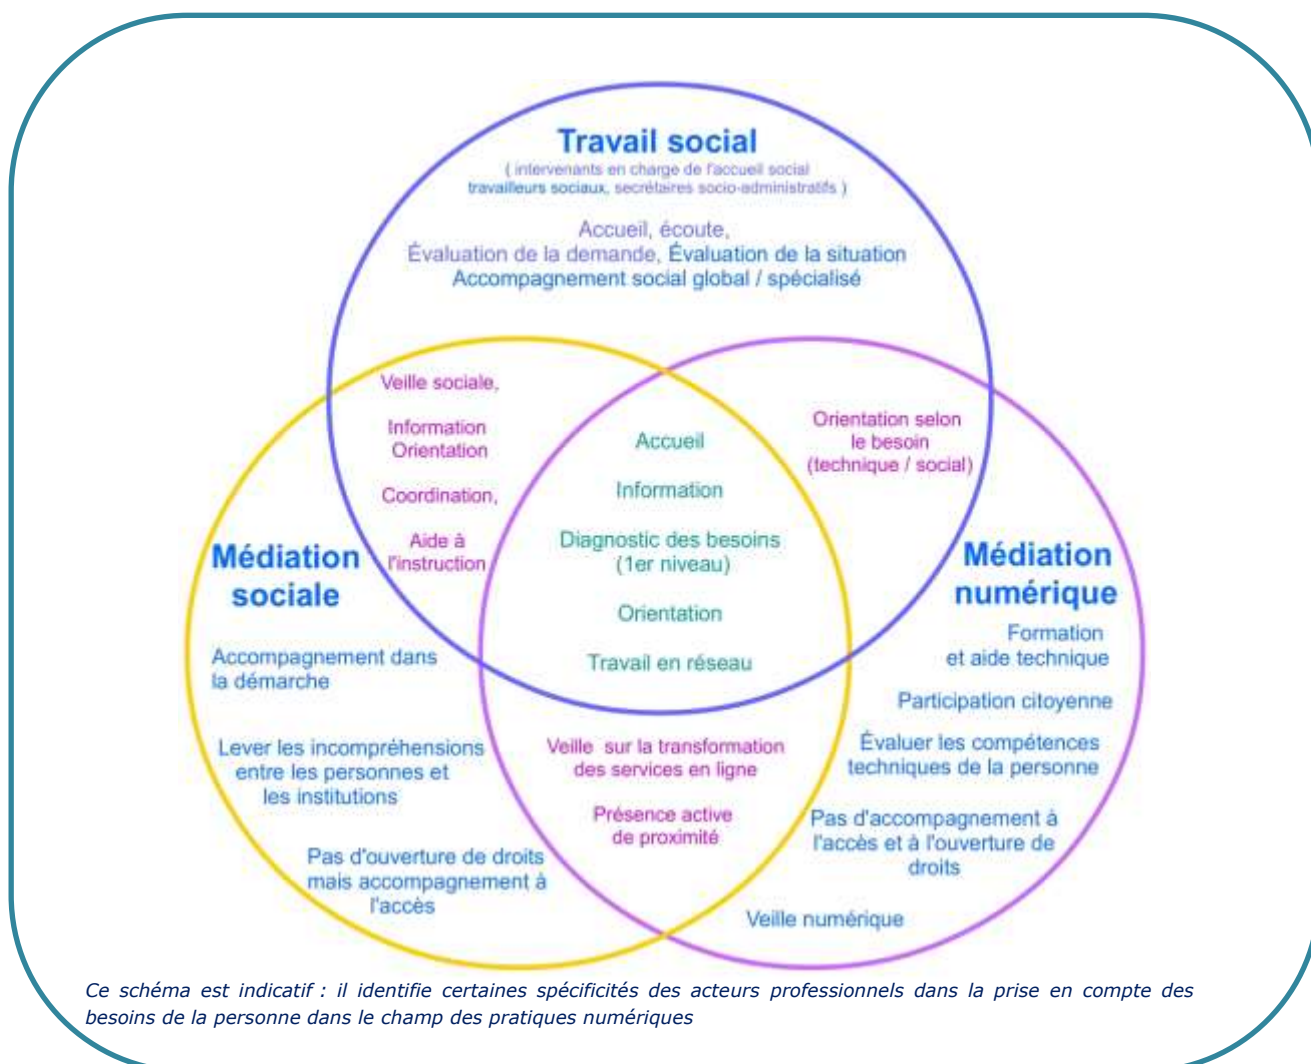 Travail social
( intervenants en charge de l'accueil social
travailleurs sociaux, secrétaires socio-administratifs )
Accueil, écoute,
Évaluation de la demande, Évaluation de la situation
Accompagnement social global / spécialisé
Veille sociale,
Information
Orientation
Coordination,
Aide à
l'instruction
Accueil
Information
Diagnostic des besoins
(1er niveau)
Orientation
Travail en réseau
Orientation selon
le besoin
(technique / social)
Médiation
sociale
Accompagnement dans
la démarche
Lever les incompréhensions
entre les personnes et
les institutions
Pas d'ouverture de droits
mais accompagnement à
l'accès
Veille sur la transformation
des services en ligne
Présence active
de proximité
Médiation
numérique
Formation
et aide technique
Participation citoyenne
Évaluer les compétences
techniques de la personne
Pas d'accompagnement à
l'accès et à l'ouverture de
droits
Veille numérique
Ce schéma est indicatif : il identifie certaines spécificités des acteurs professionnels dans la prise en compte des
besoins de la personne dans le champ des pratiques numériques